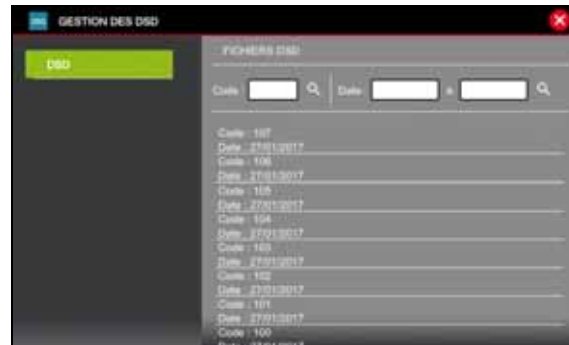 GESTION DES DSD
DSD
FICHIERS DSD
Code Date a
Code : 107
Date : 27/01/2017
Code : 106
Date : 27/01/2017
Code : 105
Date : 27/01/2017
Code : 104
Date : 27/01/2017
Code : 103
Date : 27/01/2017
Code : 102
Date : 27/01/2017
Code : 101
Date : 27/01/2017
Code : 100